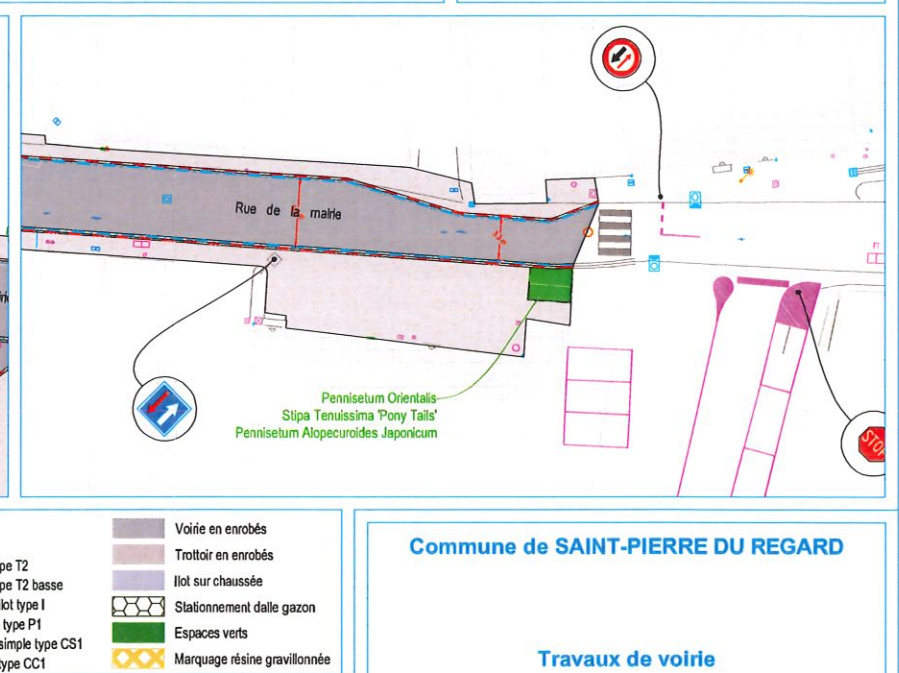 Rue de la mairie
Pennisetum Orientalis
Stipa Tenuissima 'Pony Tails'
Pennisetum Alopecuroides Japonicum
STOP
pe T2
pe T2 basse
ilot type I
type P1
simple type CS1
type CC1
Voirie en enrobés
Trottoir en enrobés
Ilot sur chaussée
Stationnement dalle gazon
Espaces verts
Marquage résine gravillonnée
Commune de SAINT-PIERRE DU REGARD
Travaux de voirie